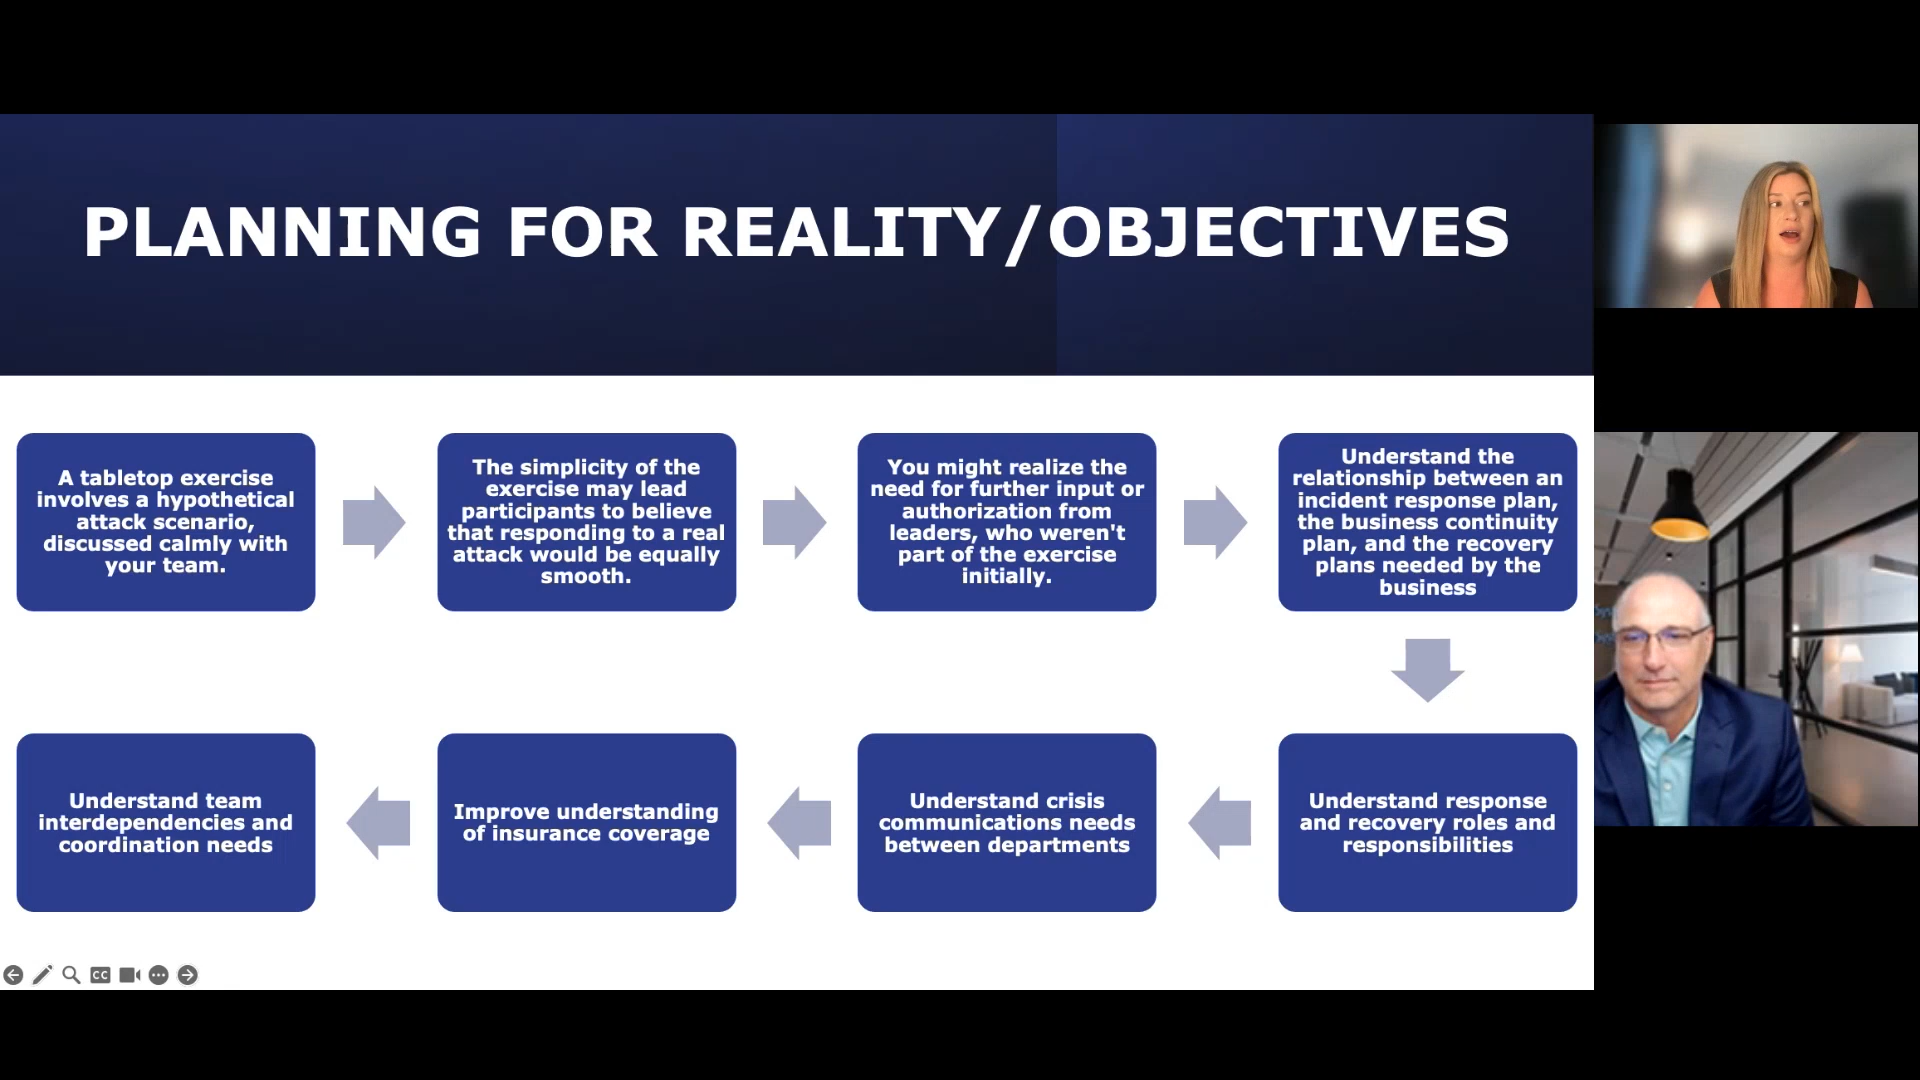 PLANNING FOR REALITY/OBJECTIVES
A tabletop exercise
involves a hypothetical
attack scenario,
discussed calmly with
your team.
The simplicity of the
exercise may lead
participants to believe
that responding to a real
attack would be equally
smooth.
You might realize the
need for further input or
authorization from
leaders, who weren't
part of the exercise
initially.
Understand the
relationship between an
incident response plan,
the business continuity
plan, and the recovery
plans needed by the
business
Understand response
and recovery roles and
responsibilities
Understand crisis
communications needs
between departments
Improve understanding
of insurance coverage
Understand team
interdependencies and
coordination needs
CC